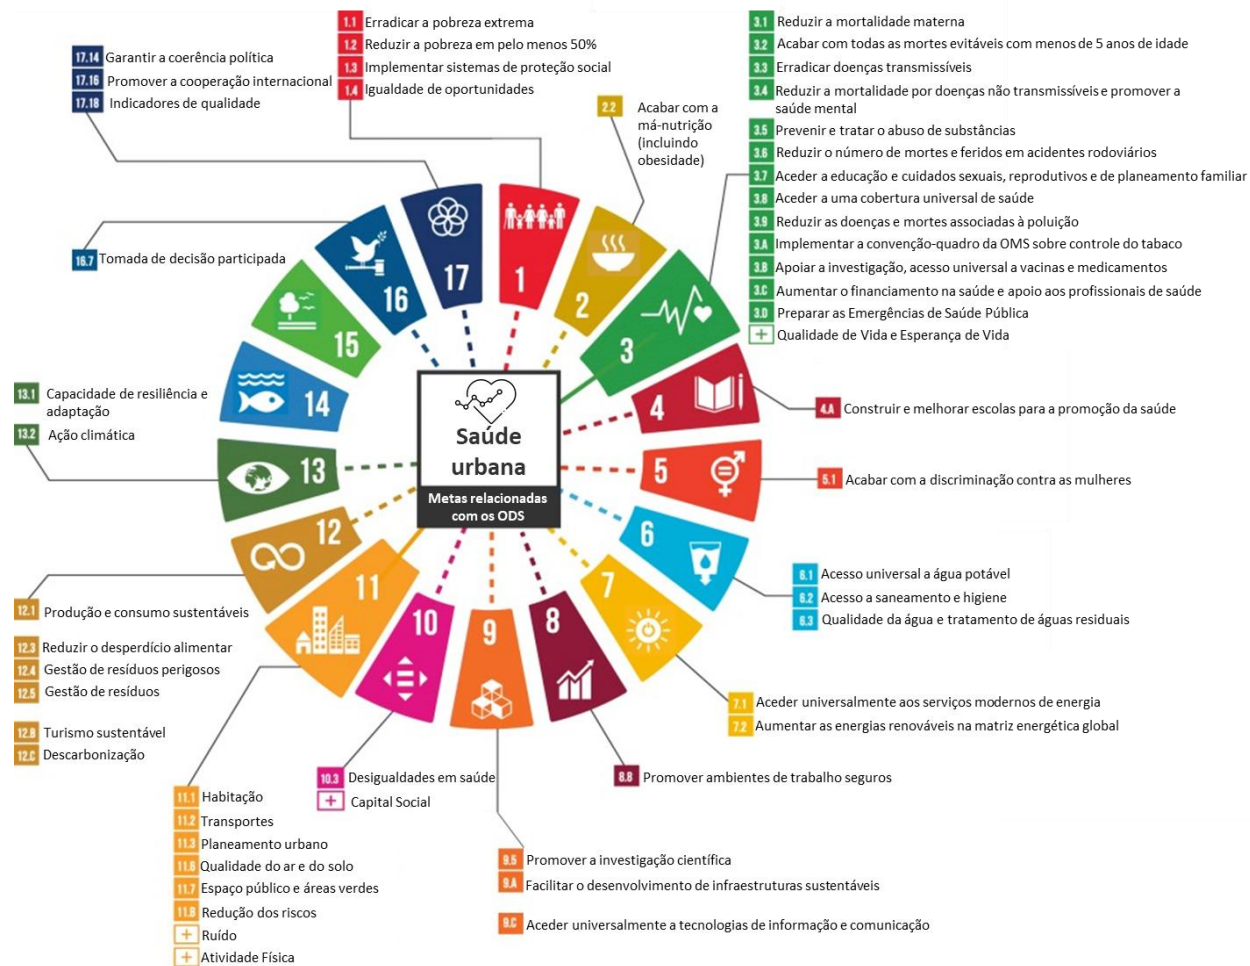 1.1 Erradicar a pobreza extrema
1.2 Reduzir a pobreza em pelo menos 50%
1.3 Implementar sistemas de proteção social
1.4 Igualdade de oportunidades
17.14 Garantir a coerência política
17.16 Promover a cooperação internacional
17.18 Indicadores de qualidade
2.2 Acabar com a
má-nutrição
(incluindo
obesidade)
3.1 Reduzir a mortalidade materna
3.2 Acabar com todas as mortes evitáveis com menos de 5 anos de idade
3.3 Erradicar doenças transmissíveis
3.4 Reduzir a mortalidade por doenças não transmissíveis e promover a
saúde mental
3.5 Prevenir e tratar o abuso de substâncias
3.6 Reduzir o número de mortes e feridos em acidentes rodoviários
3.7 Aceder a educação e cuidados sexuais, reprodutivos e de planeamento familiar
3.8 Aceder a uma cobertura universal de saúde
3.9 Reduzir as doenças e mortes associadas à poluição
3.A Implementar a convenção-quadro da OMS sobre controle do tabaco
3.B Apoiar a investigação, acesso universal a vacinas e medicamentos
3.C Aumentar o financiamento na saúde e apoio aos profissionais de saúde
3.D Preparar as Emergências de Saúde Pública
+ Qualidade de Vida e Esperança de Vida
16.7 Tomada de decisão participada
1
2
3
4
5
6
7
8
9
10
11
12
13
14
15
16
17
Saúde
urbana
Metas relacionadas
com os ODS
4.A Construir e melhorar escolas para a promoção da saúde
5.1 Acabar com a discriminação contra as mulheres
6.1 Acesso universal a água potável
6.2 Acesso a saneamento e higiene
6.3 Qualidade da água e tratamento de águas residuais
7.1 Aceder universalmente aos serviços modernos de energia
7.2 Aumentar as energias renováveis na matriz energética global
8.8 Promover ambientes de trabalho seguros
9.5 Promover a investigação científica
9.A Facilitar o desenvolvimento de infraestruturas sustentáveis
9.C Aceder universalmente a tecnologias de informação e comunicação
10.3 Desigualdades em saúde
+ Capital Social
11.1 Habitação
11.2 Transportes
11.3 Planeamento urbano
11.6 Qualidade do ar e do solo
11.7 Espaço público e áreas verdes
11.B Redução dos riscos
+ Ruído
+ Atividade Física
12.1 Produção e consumo sustentáveis
12.3 Reduzir o desperdício alimentar
12.4 Gestão de resíduos perigosos
12.5 Gestão de resíduos
12.B Turismo sustentável
12.C Descarbonização
13.1 Capacidade de resiliência e
adaptação
13.2 Ação climática